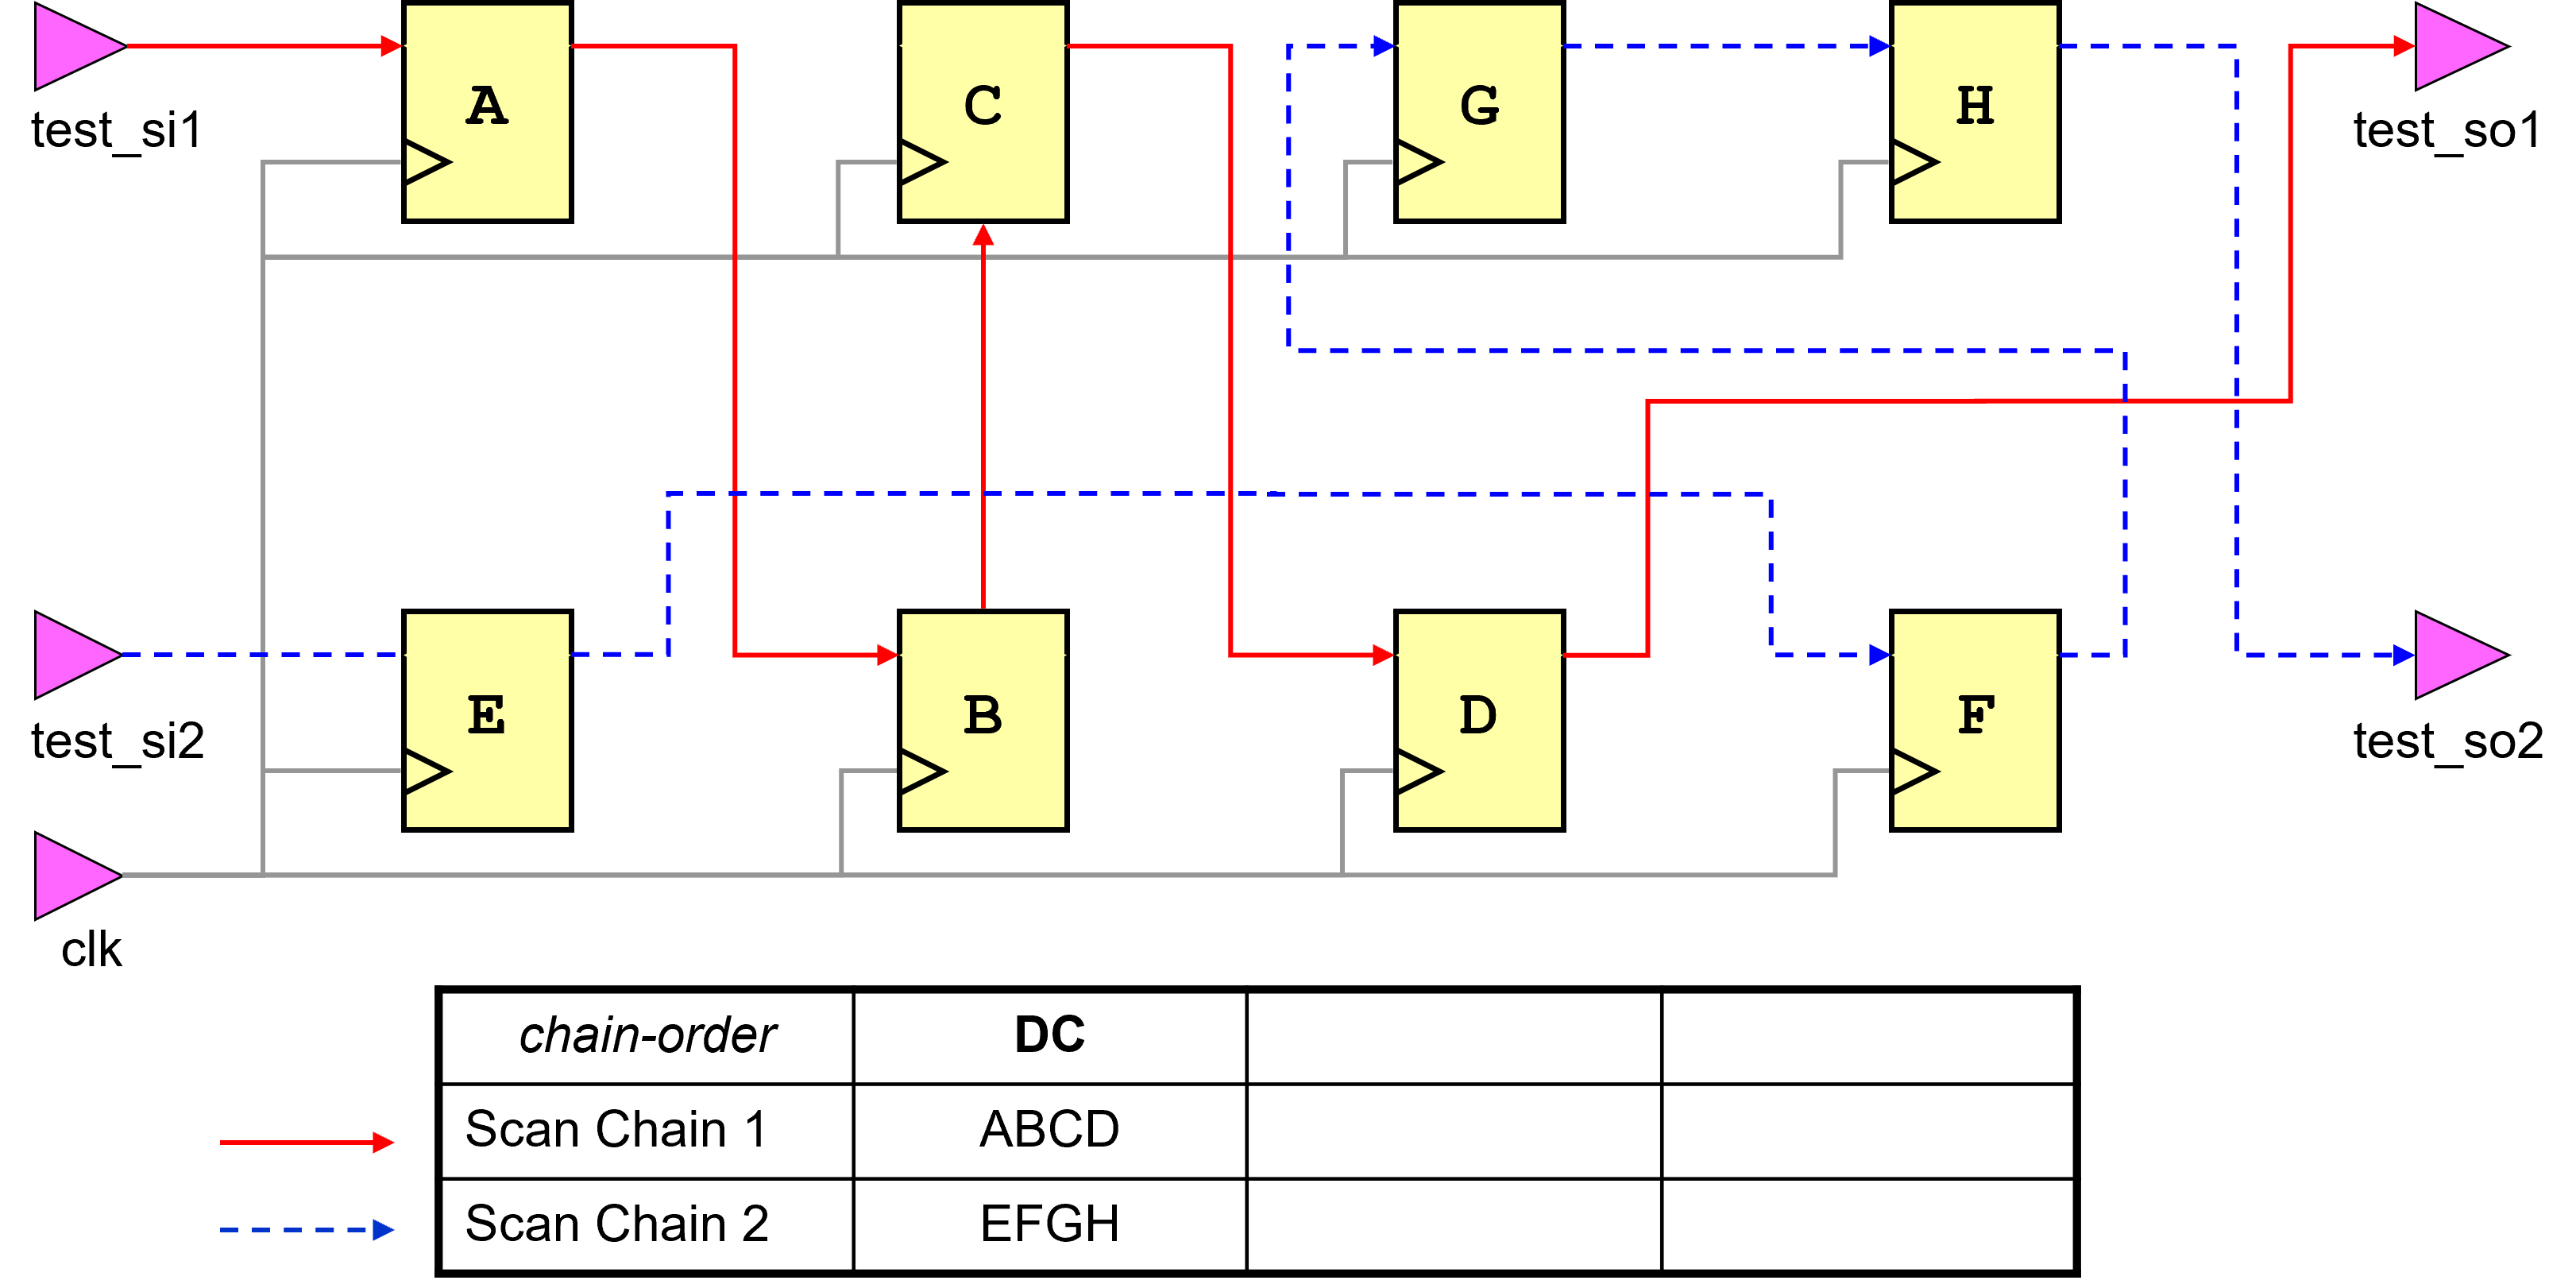 A
C
G
H
test_si1
test_so1
E
B
D
F
test_si2
test_so2
clk
chain-order DC
Scan Chain 1 ABCD
Scan Chain 2 EFGH